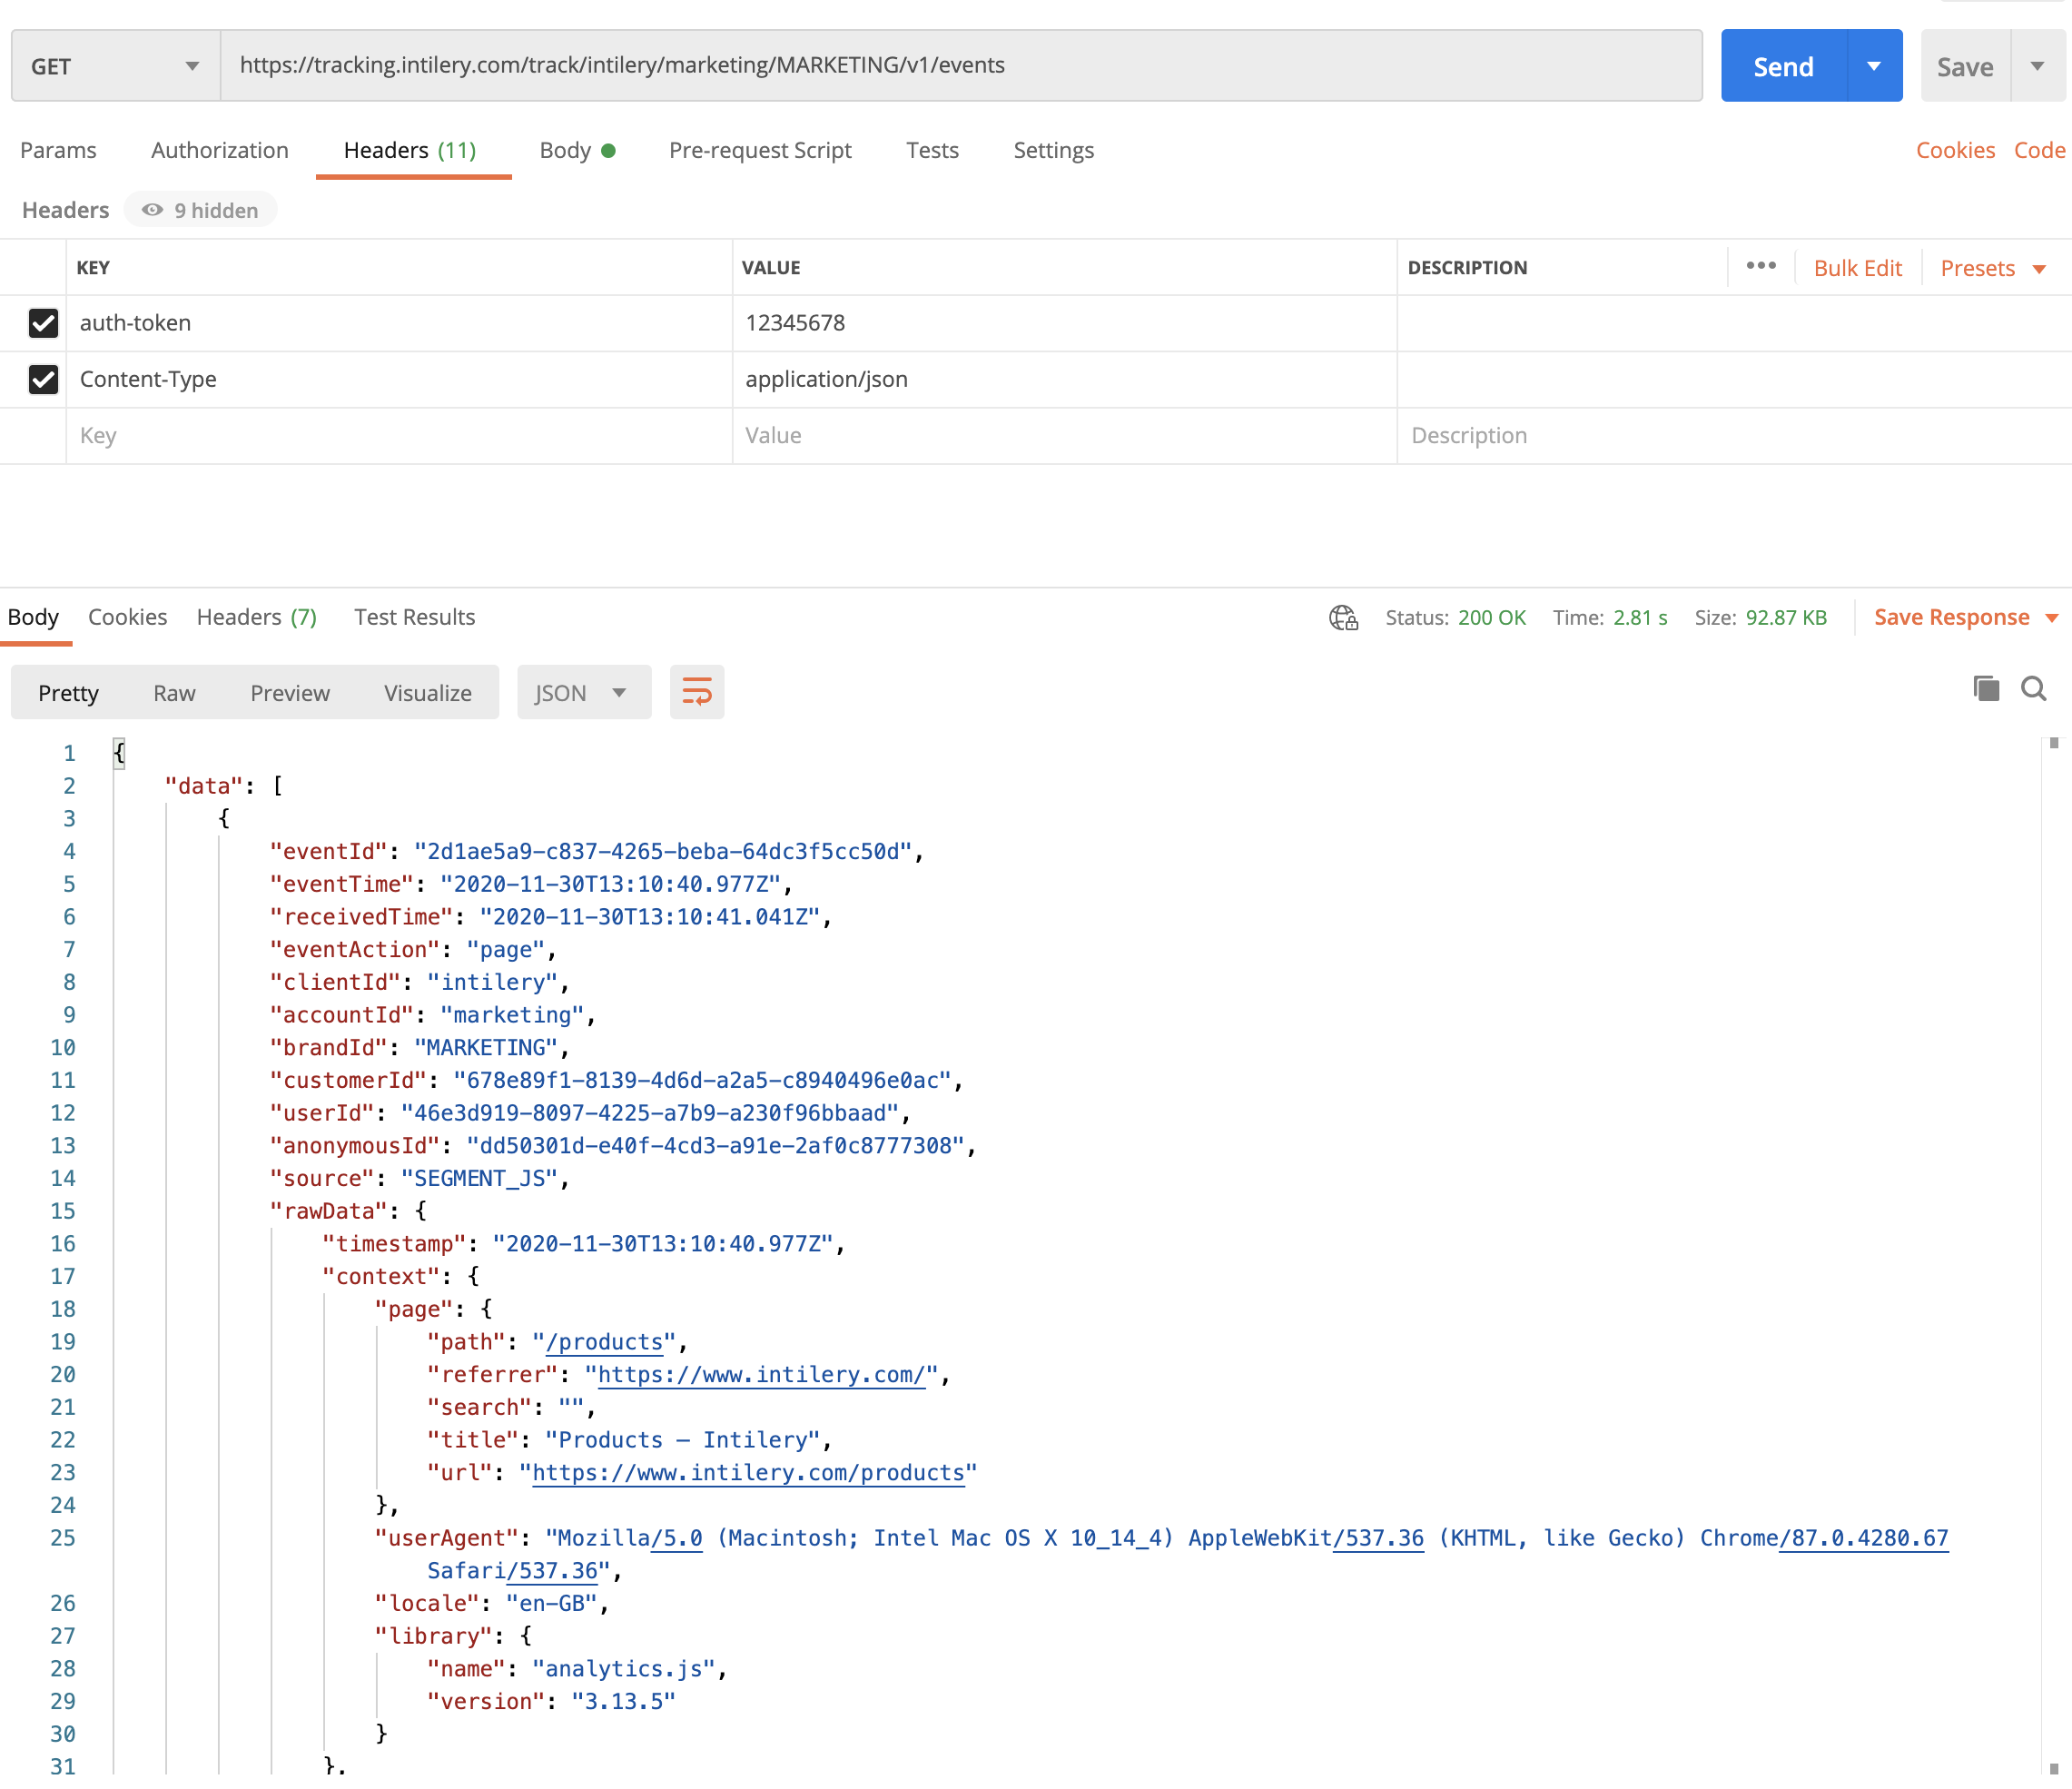 GET https://tracking.intilery.com/track/intilery/marketing/MARKETING/v1/events Send Save
Params Authorization Headers (11) Body Pre-request Script Tests Settings Cookies Code
Headers 9 hidden
KEY VALUE DESCRIPTION ••• Bulk Edit Presets
auth-token 12345678
Content-Type application/json
Key Value Description
Body Cookies Headers (7) Test Results Status: 200 OK Time: 2.81 s Size: 92.87 KB Save Response
Pretty Raw Preview Visualize JSON
1 {
2 "data": [
3 {
4 "eventId": "2d1ae5a9-c837-4265-beba-64dc3f5cc50d",
5 "eventTime": "2020-11-30T13:10:40.977Z",
6 "receivedTime": "2020-11-30T13:10:41.041Z",
7 "eventAction": "page",
8 "clientId": "intilery",
9 "accountId": "marketing",
10 "brandId": "MARKETING",
11 "customerId": "678e89f1-8139-4d6d-a2a5-c8940496e0ac",
12 "userId": "46e3d919-8097-4225-a7b9-a230f96bbaad",
13 "anonymousId": "dd50301d-e40f-4cd3-a91e-2af0c8777308",
14 "source": "SEGMENT_JS",
15 "rawData": {
16 "timestamp": "2020-11-30T13:10:40.977Z",
17 "context": {
18 "page": {
19 "path": "/products",
20 "referrer": "https://www.intilery.com/",
21 "search": "",
22 "title": "Products — Intilery",
23 "url": "https://www.intilery.com/products"
24 },
25 "userAgent": "Mozilla/5.0 (Macintosh; Intel Mac OS X 10_14_4) AppleWebKit/537.36 (KHTML, like Gecko) Chrome/87.0.4280.67
Safari/537.36",
26 "locale": "en-GB",
27 "library": {
28 "name": "analytics.js",
29 "version": "3.13.5"
30 }
31 },